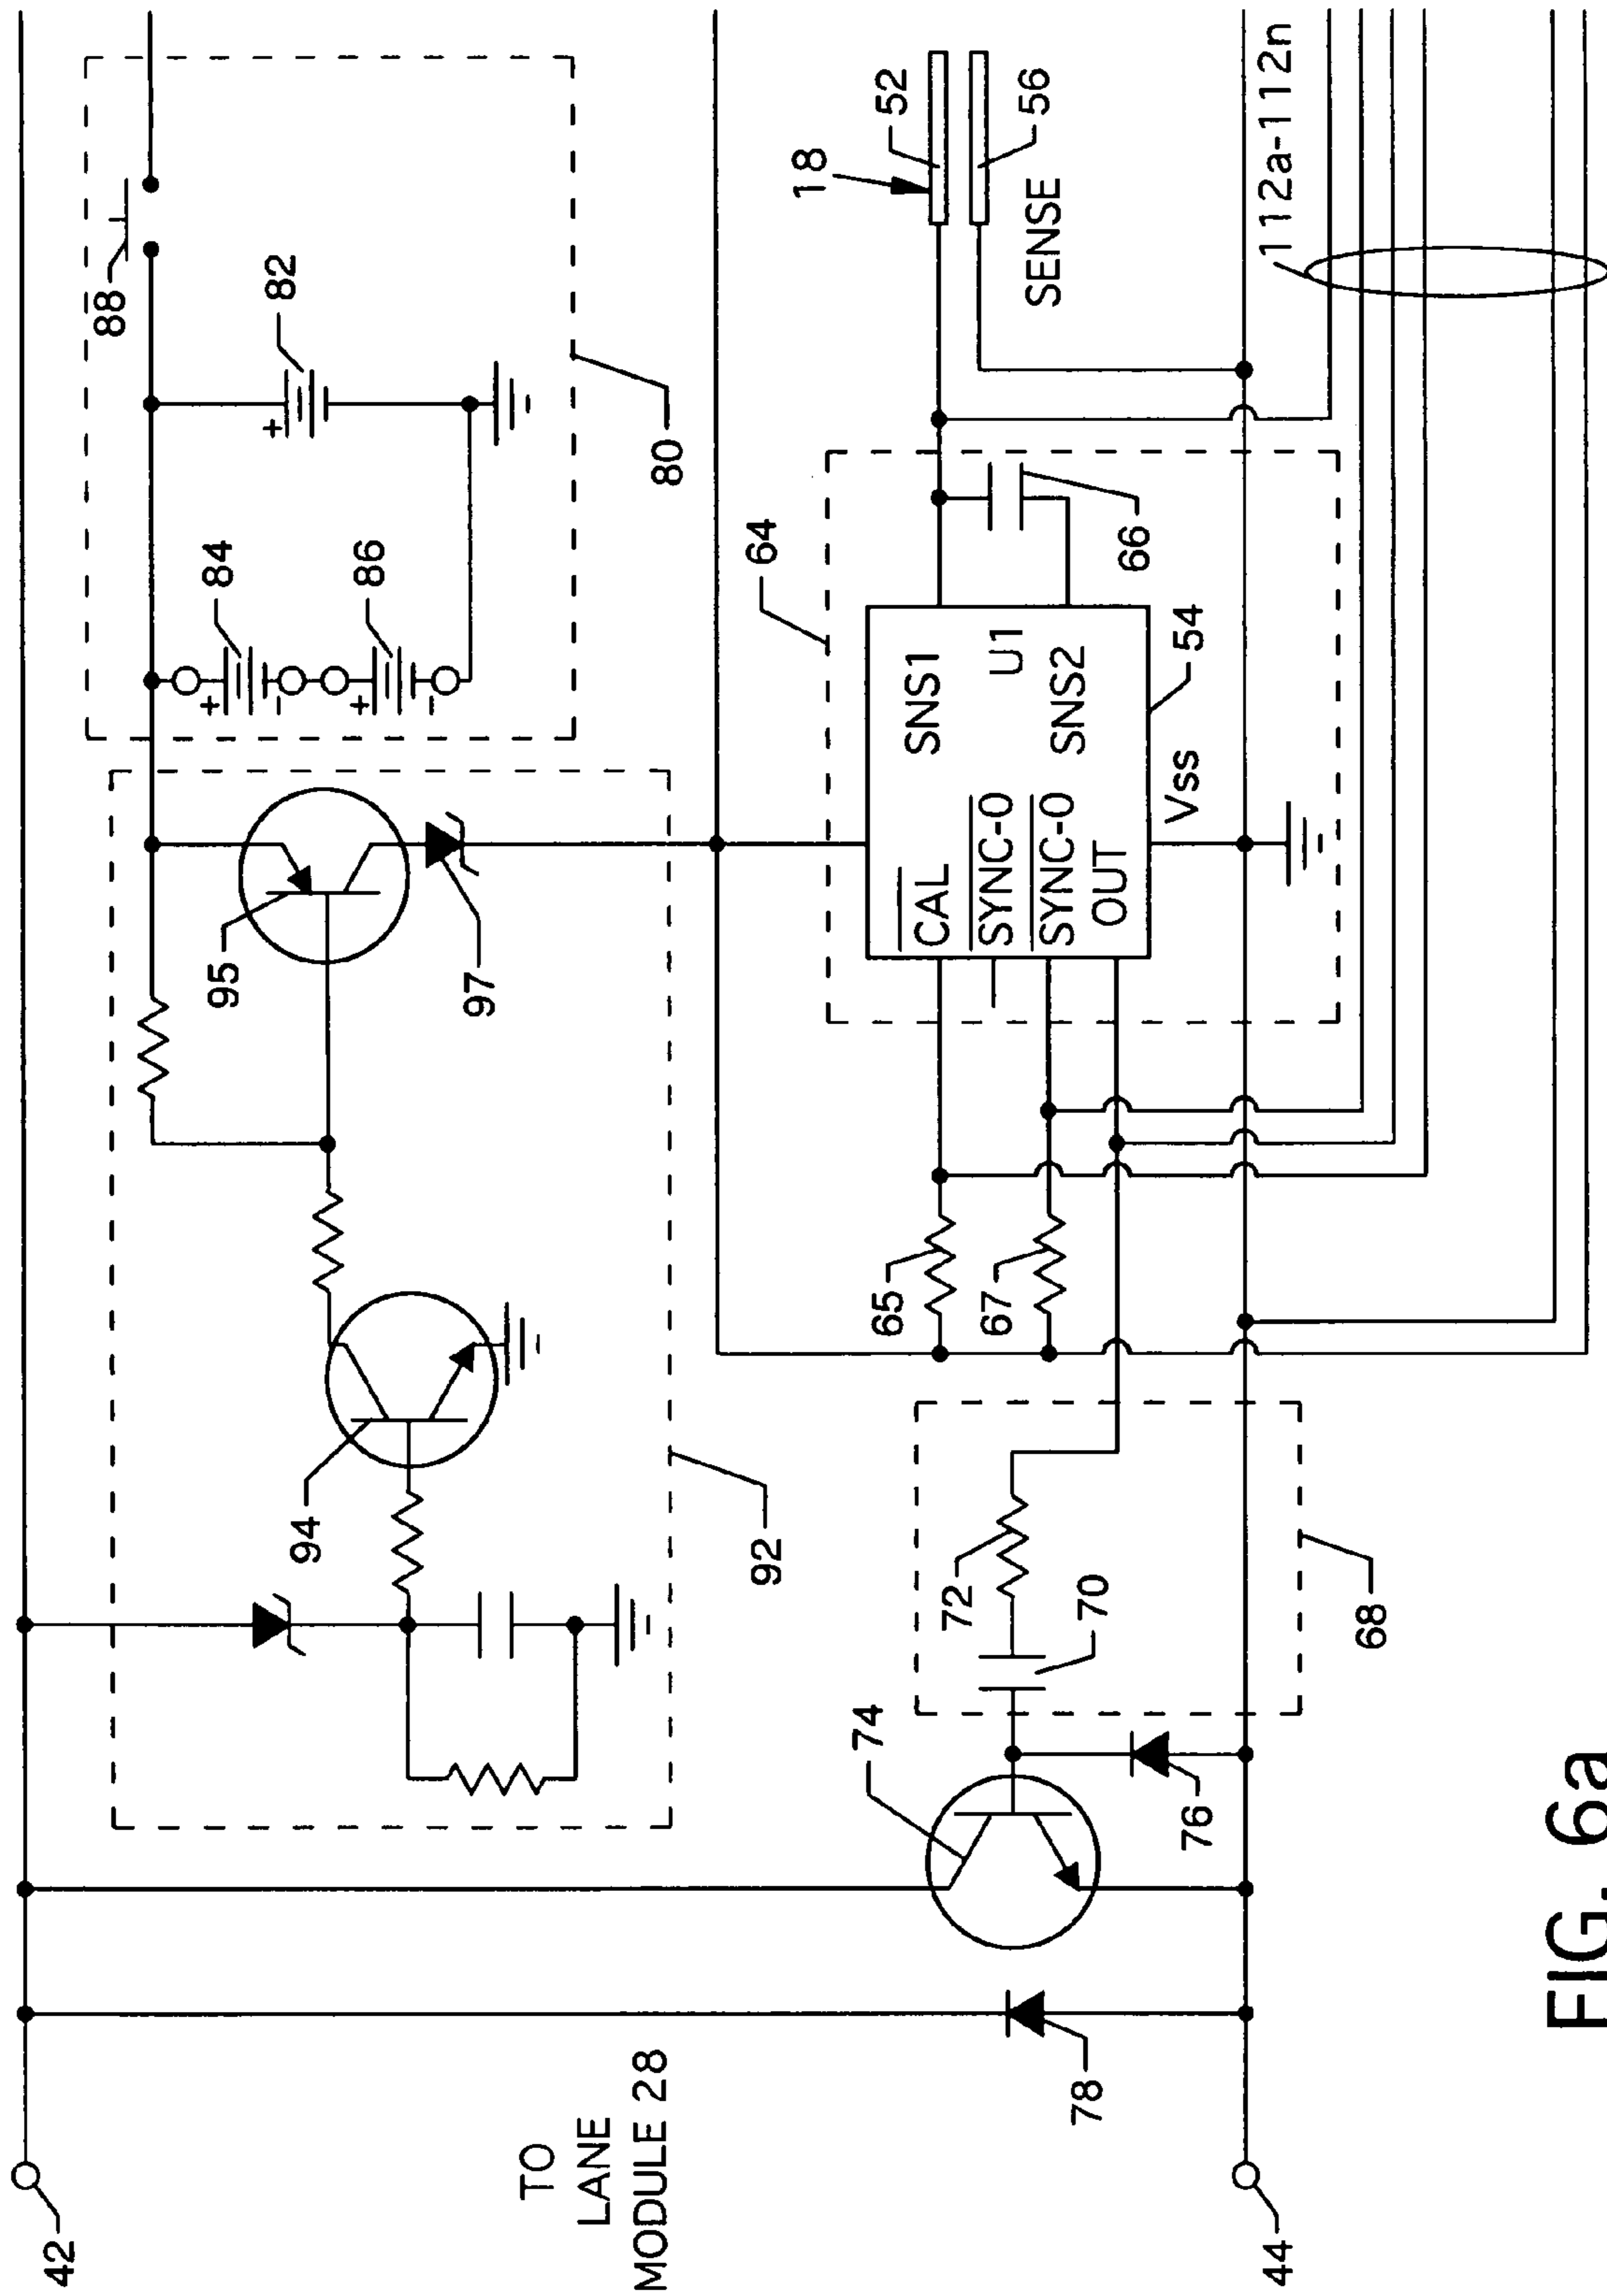 88
82
84
86
80
95
97
94
92
18
52
56
SENSE
112a-112n
64
66
SNS1
U1
SNS2
54
CAL
SYNC-0
SYNC-0
OUT
Vss
65
67
72
70
68
74
76
78
42
44
TO
LANE
MODULE 28
+
+
-
+
-
FIG. 6a